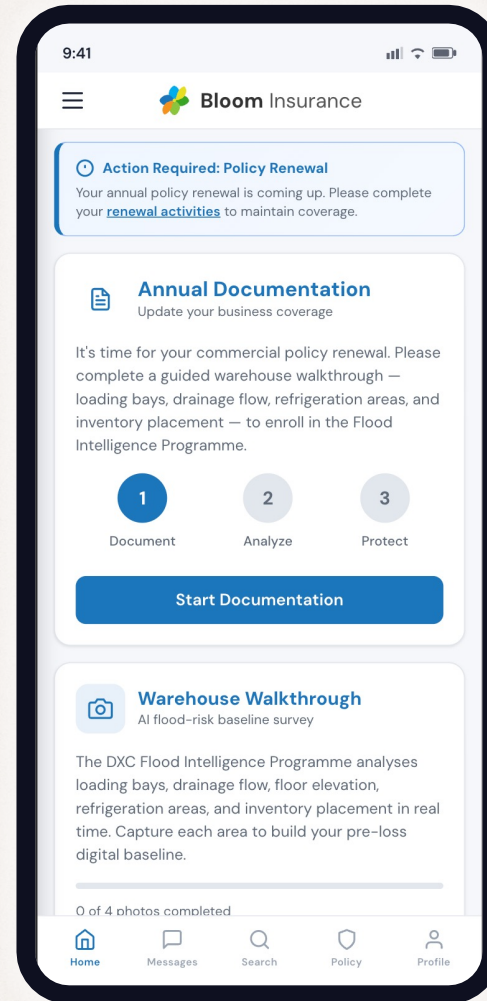 9:41
Bloom Insurance
Action Required: Policy Renewal
Your annual policy renewal is coming up. Please complete
your renewal activities to maintain coverage.
Annual Documentation
Update your business coverage
It's time for your commercial policy renewal. Please
complete a guided warehouse walkthrough —
loading bays, drainage flow, refrigeration areas, and
inventory placement — to enroll in the Flood
Intelligence Programme.
1 2 3
Document Analyze Protect
Start Documentation
Warehouse Walkthrough
AI flood-risk baseline survey
The DXC Flood Intelligence Programme analyses
loading bays, drainage flow, floor elevation,
refrigeration areas, and inventory placement in real
time. Capture each area to build your pre-loss
digital baseline.
0 of 4 photos completed
Home Messages Search Policy Profile